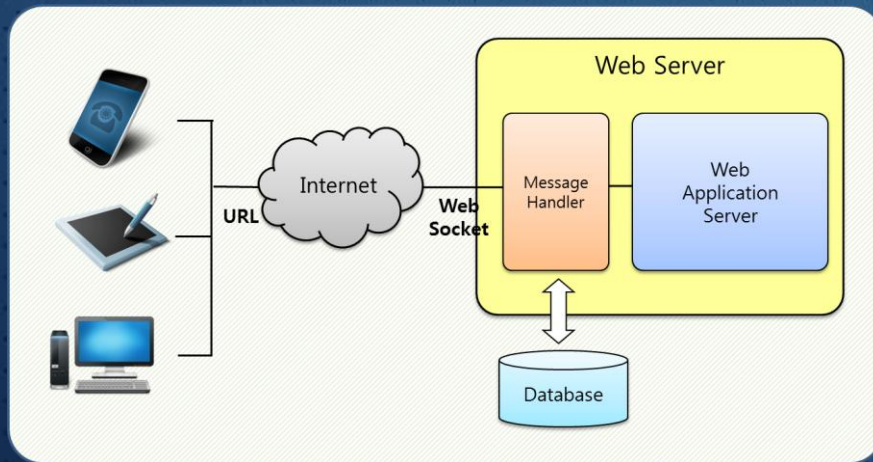 Web Server
Internet
URL
Web
Socket
Message
Handler
Web
Application
Server
Database